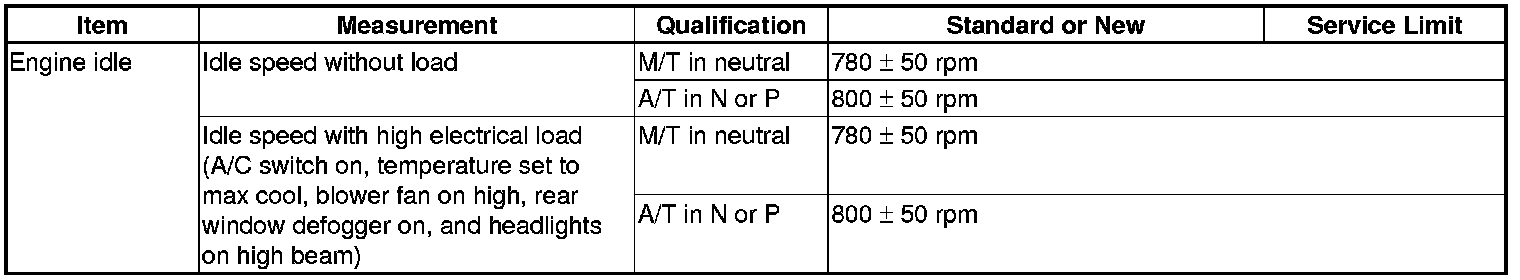 Item Measurement Qualification Standard or New Service Limit
Engine idle Idle speed without load M/T in neutral 780 ± 50 rpm
A/T in N or P 800 ± 50 rpm
Idle speed with high electrical load M/T in neutral 780 ± 50 rpm
(A/C switch on, temperature set to
max cool, blower fan on high, rear
window defogger on, and headlights A/T in N or P 800 ± 50 rpm
on high beam)